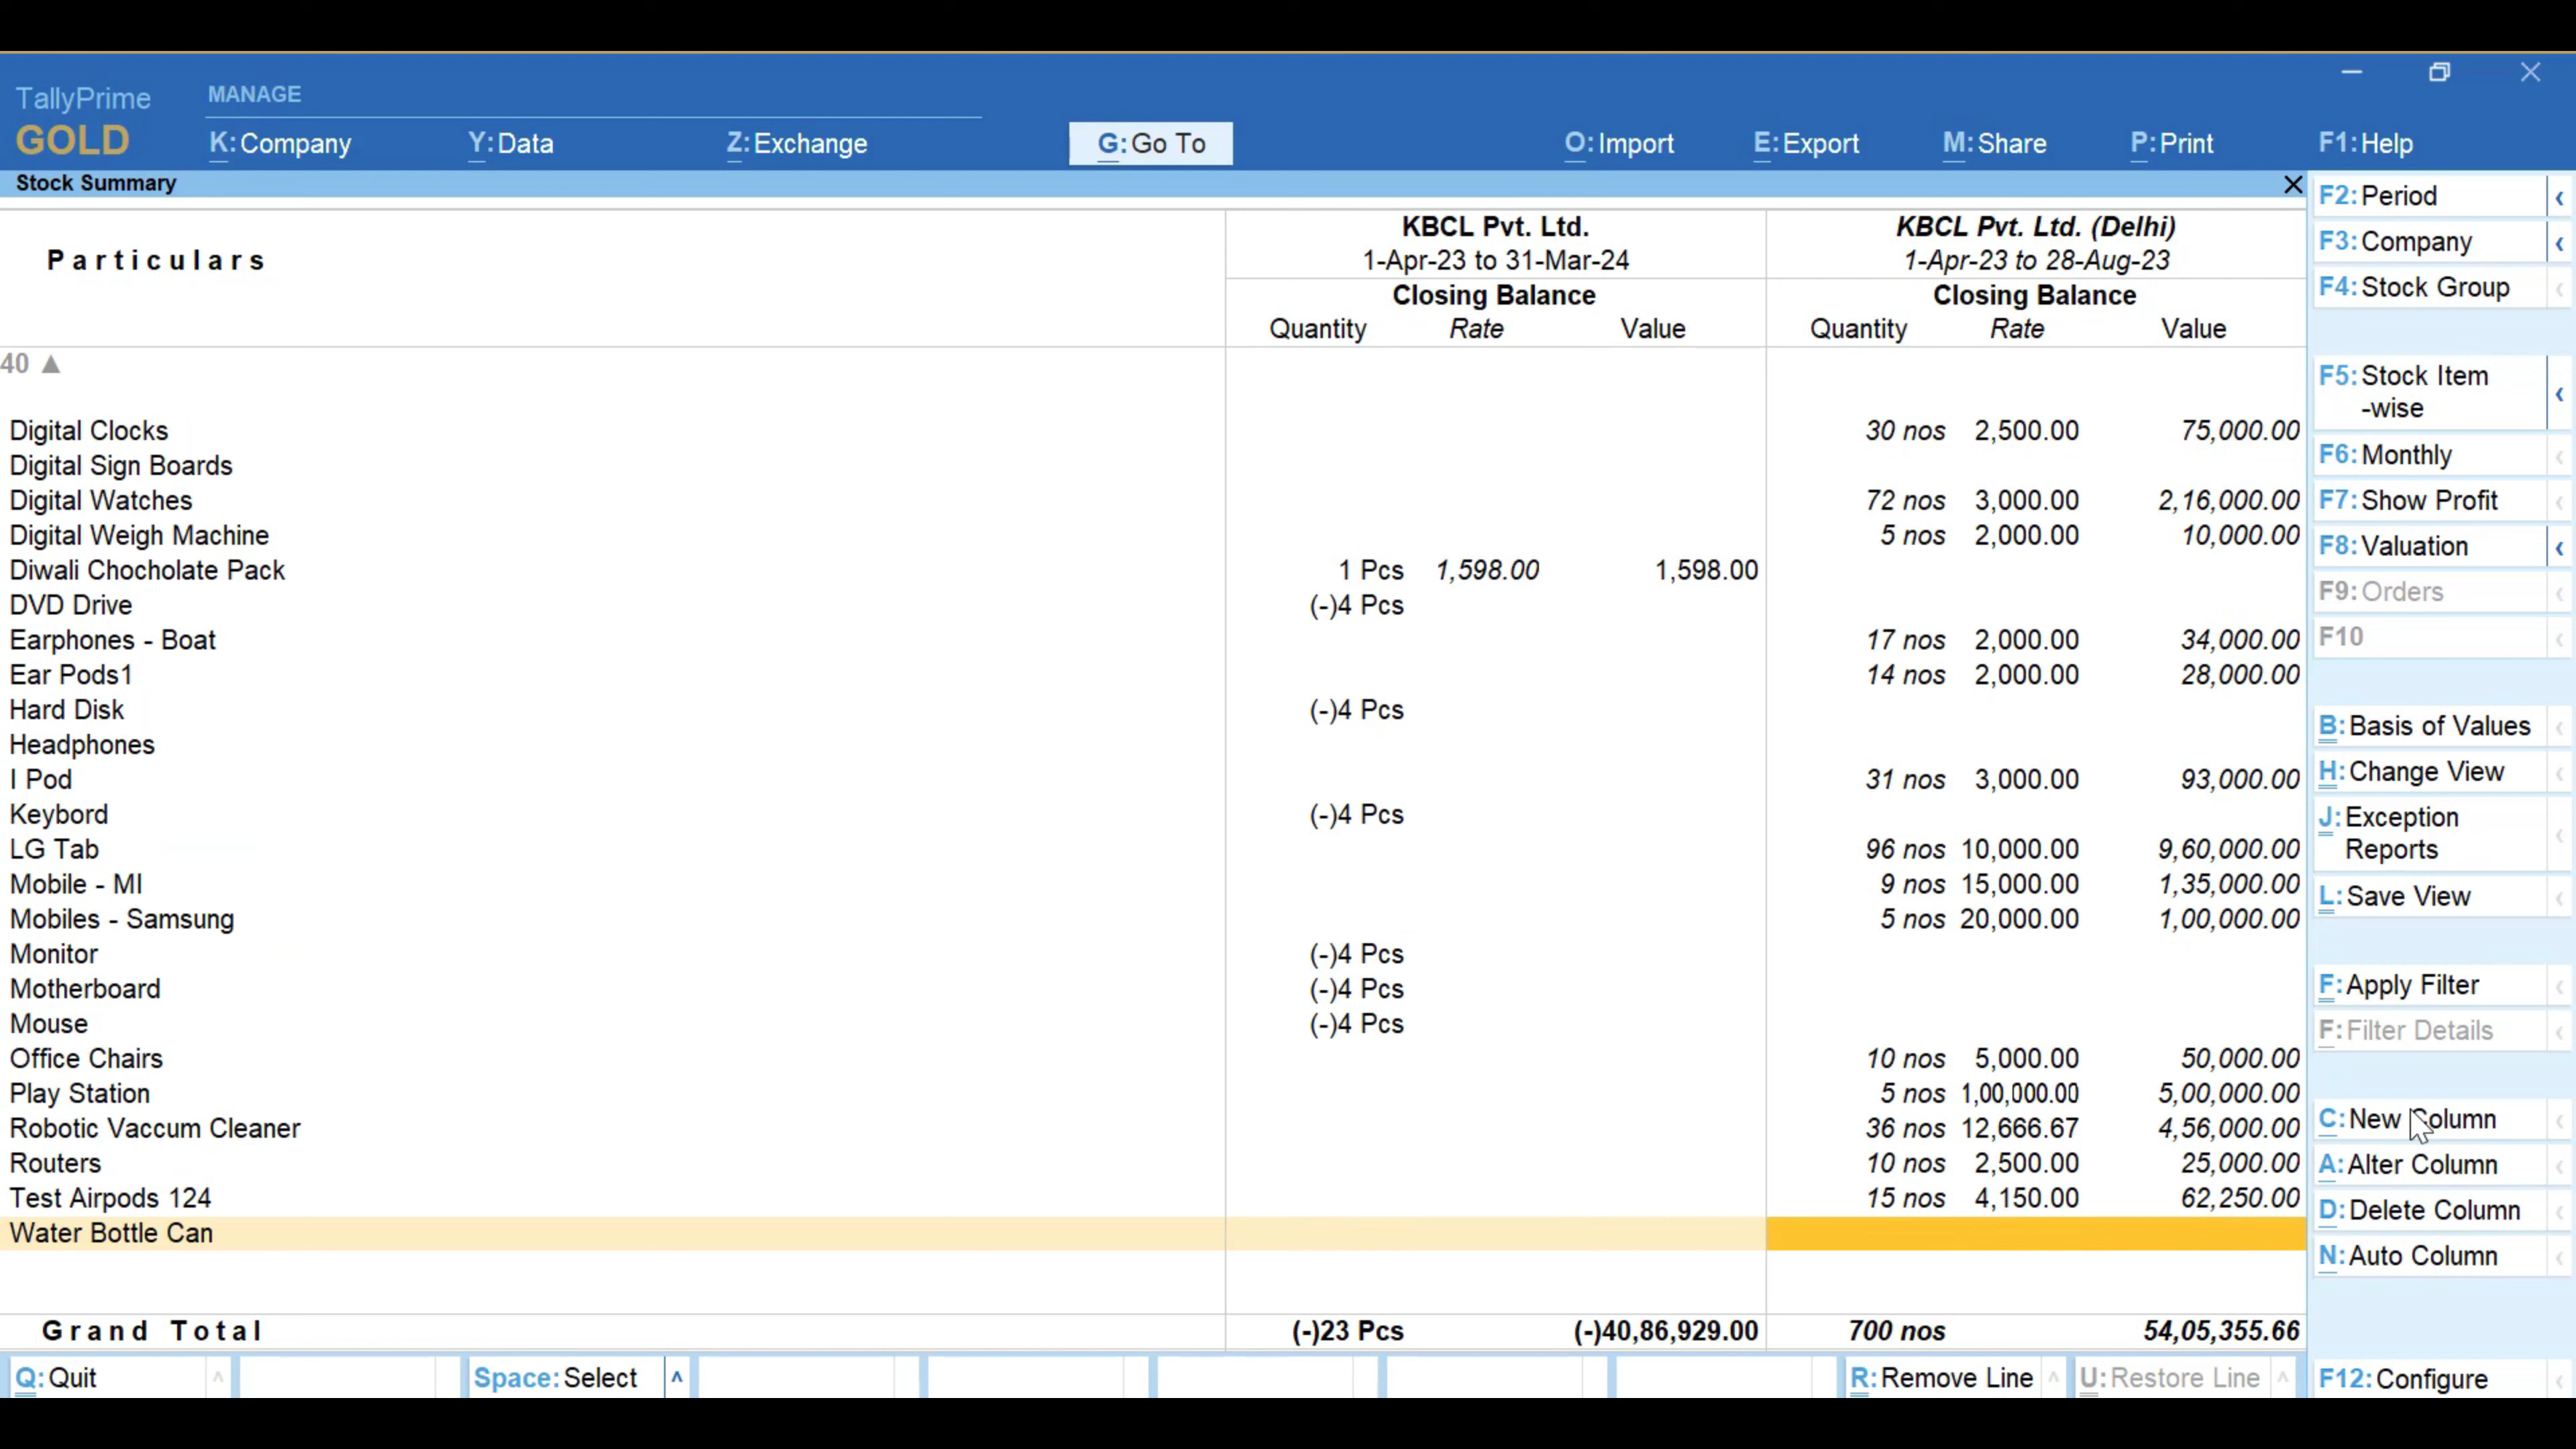 TallyPrime
GOLD
MANAGE
K:Company Y:Data Z:Exchange G:Go To O:Import E:Export M:Share P:Print F1:Help
Stock Summary
Particulars
KBCL Pvt. Ltd. KBCL Pvt. Ltd. (Delhi)
1-Apr-23 to 31-Mar-24 1-Apr-23 to 28-Aug-23
Closing Balance Closing Balance
Quantity Rate Value Quantity Rate Value
40 ▲
Digital Clocks 30 nos 2,500.00 75,000.00
Digital Sign Boards
Digital Watches 72 nos 3,000.00 2,16,000.00
Digital Weigh Machine 5 nos 2,000.00 10,000.00
Diwali Chocholate Pack 1 Pcs 1,598.00 1,598.00
DVD Drive (-)4 Pcs
Earphones - Boat 17 nos 2,000.00 34,000.00
Ear Pods1 14 nos 2,000.00 28,000.00
Hard Disk (-)4 Pcs
Headphones
I Pod 31 nos 3,000.00 93,000.00
Keybord (-)4 Pcs
LG Tab 96 nos 10,000.00 9,60,000.00
Mobile - MI 9 nos 15,000.00 1,35,000.00
Mobiles - Samsung 5 nos 20,000.00 1,00,000.00
Monitor (-)4 Pcs
Motherboard (-)4 Pcs
Mouse (-)4 Pcs
Office Chairs 10 nos 5,000.00 50,000.00
Play Station 5 nos 1,00,000.00 5,00,000.00
Robotic Vaccum Cleaner 36 nos 12,666.67 4,56,000.00
Routers 10 nos 2,500.00 25,000.00
Test Airpods 124 15 nos 4,150.00 62,250.00
Water Bottle Can
Grand Total (-)23 Pcs (-)40,86,929.00 700 nos 54,05,355.66
Q:Quit Space:Select R:Remove Line U:Restore Line
F2:Period
F3:Company
F4:Stock Group
F5:Stock Item
-wise
F6:Monthly
F7:Show Profit
F8:Valuation
F9:Orders
F10
B:Basis of Values
H:Change View
J:Exception
Reports
L:Save View
F:Apply Filter
F:Filter Details
C:New Column
A:Alter Column
D:Delete Column
N:Auto Column
F12:Configure